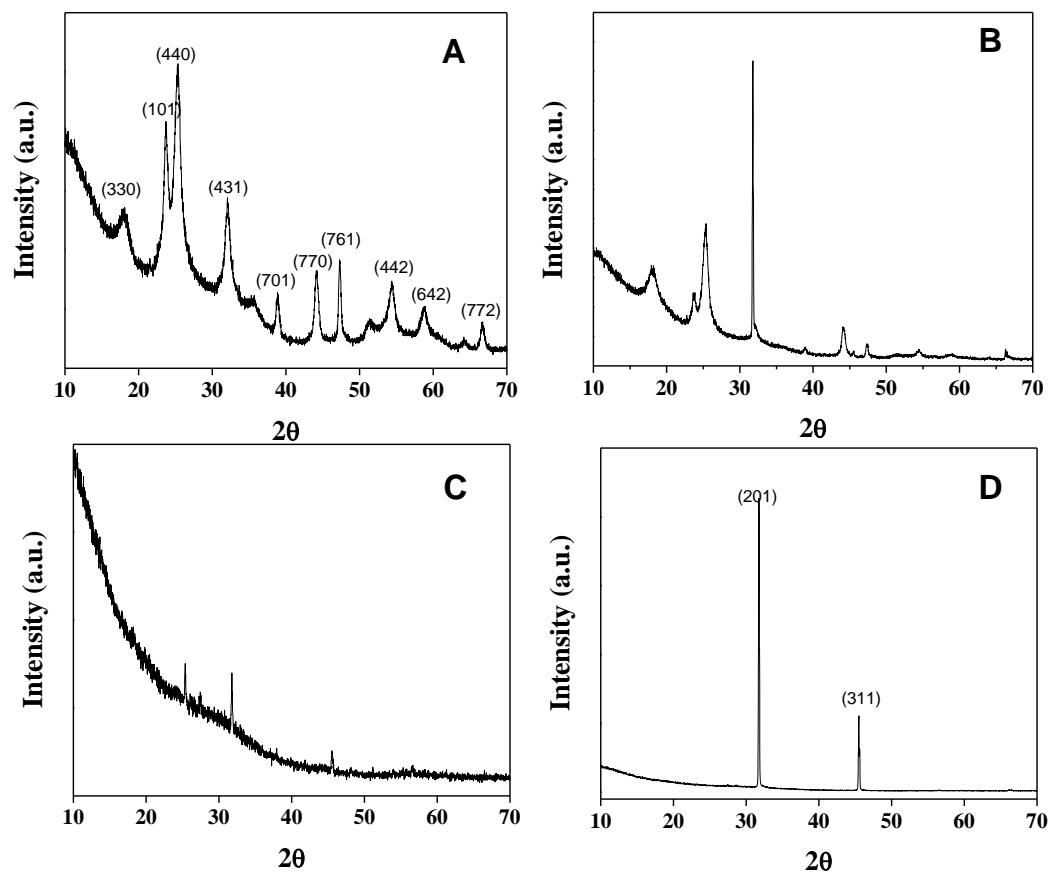 A
(440)
(101)
(330)
(431)
(701)
(770)
(761)
(442)
(642)
(772)
Intensity (a.u.)
10 20 30 40 50 60 70
2θ
B
Intensity (a.u.)
10 20 30 40 50 60 70
2θ
C
Intensity (a.u.)
10 20 30 40 50 60 70
2θ
D
(201)
(311)
Intensity (a.u.)
10 20 30 40 50 60 70
2θ